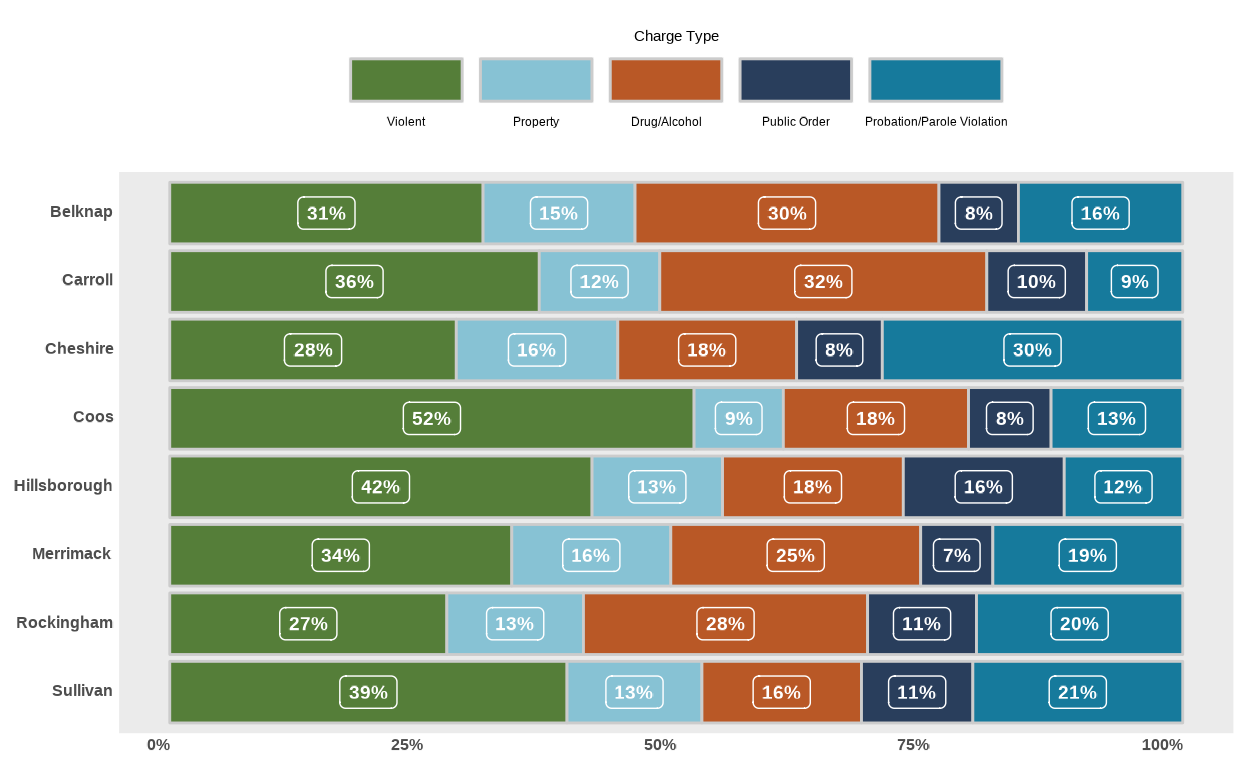 Charge Type
Violent Property Drug/Alcohol Public Order Probation/Parole Violation
Belknap 31% 15% 30% 8% 16%
Carroll 36% 12% 32% 10% 9%
Cheshire 28% 16% 18% 8% 30%
Coos 52% 9% 18% 8% 13%
Hillsborough 42% 13% 18% 16% 12%
Merrimack 34% 16% 25% 7% 19%
Rockingham 27% 13% 28% 11% 20%
Sullivan 39% 13% 16% 11% 21%
0% 25% 50% 75% 100%